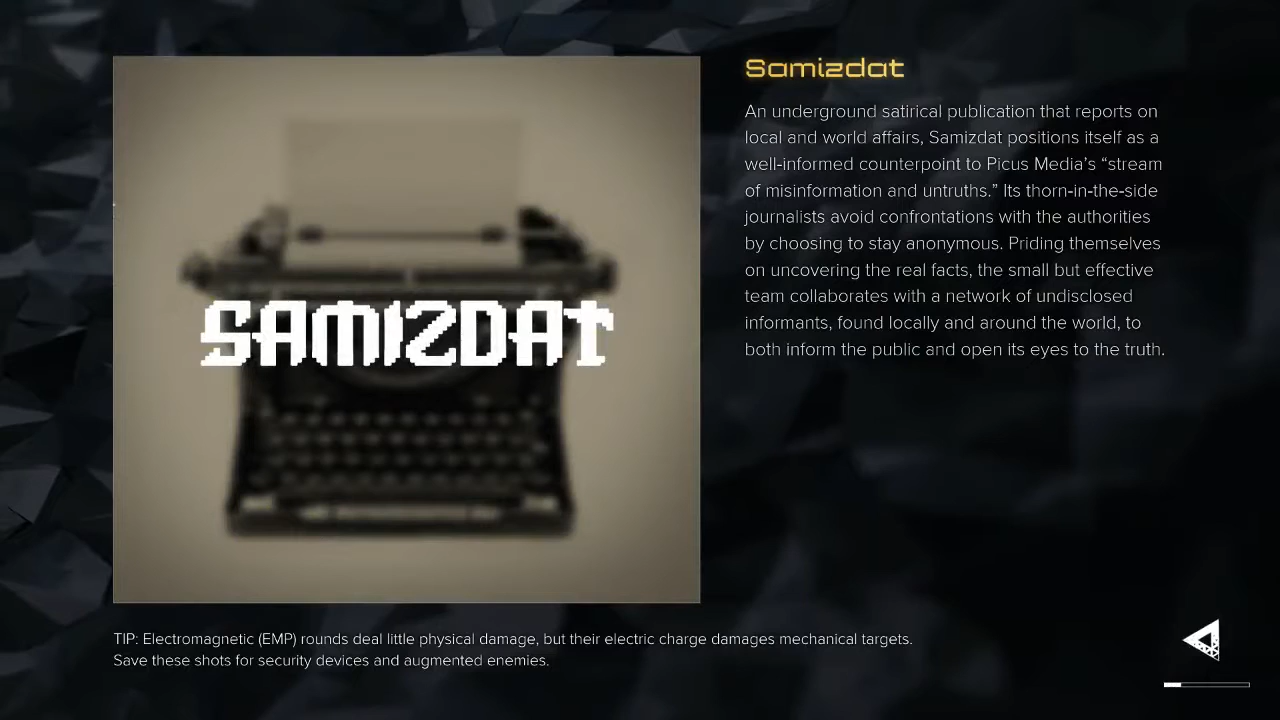 SAMIZDAT
Samizdat
An underground satirical publication that reports on
local and world affairs, Samizdat positions itself as a
well-informed counterpoint to Picus Media’s “stream
of misinformation and untruths.” Its thorn-in-the-side
journalists avoid confrontations with the authorities
by choosing to stay anonymous. Priding themselves
on uncovering the real facts, the small but effective
team collaborates with a network of undisclosed
informants, found locally and around the world, to
both inform the public and open its eyes to the truth.
TIP: Electromagnetic (EMP) rounds deal little physical damage, but their electric charge damages mechanical targets.
Save these shots for security devices and augmented enemies.